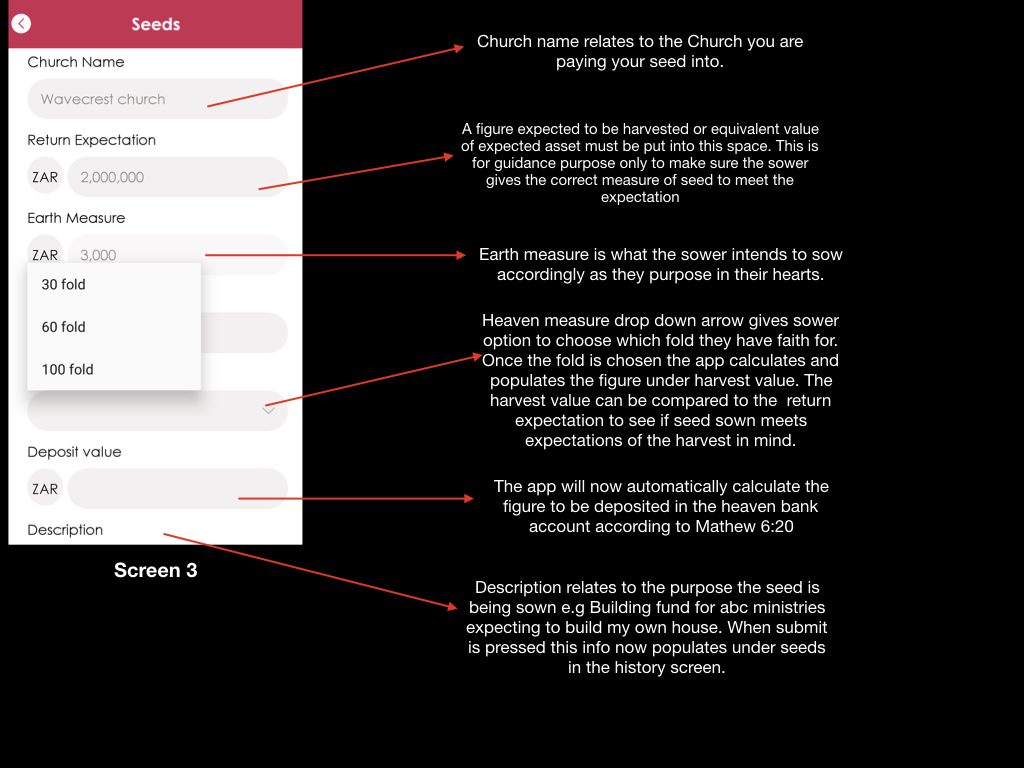 Seeds
Church Name
Wavecrest church
Return Expectation
ZAR 2,000,000
Earth Measure
ZAR 3,000
30 fold
60 fold
100 fold
Deposit value
ZAR
Description
Screen 3
Church name relates to the Church you are
paying your seed into.
A figure expected to be harvested or equivalent value
of expected asset must be put into this space. This is
for guidance purpose only to make sure the sower
gives the correct measure of seed to meet the
expectation
Earth measure is what the sower intends to sow
accordingly as they purpose in their hearts.
Heaven measure drop down arrow gives sower
option to choose which fold they have faith for.
Once the fold is chosen the app calculates and
populates the figure under harvest value. The
harvest value can be compared to the return
expectation to see if seed sown meets
expectations of the harvest in mind.
The app will now automatically calculate the
figure to be deposited in the heaven bank
account according to Mathew 6:20
Description relates to the purpose the seed is
being sown e.g Building fund for abc ministries
expecting to build my own house. When submit
is pressed this info now populates under seeds
in the history screen.